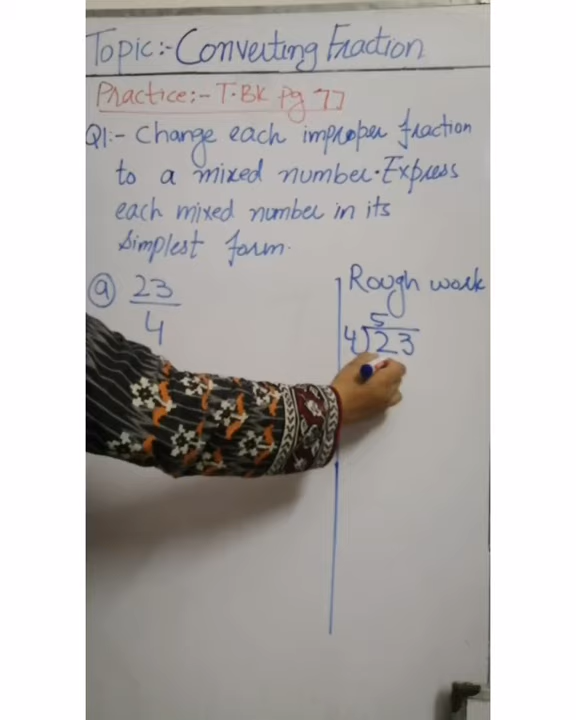 Topic:- Converting Fraction
Practice:- T.BK pg 77
Q1:- Change each improper fraction
to a mixed number. Express
each mixed number in its
simplest form.
(a) 23/4
Rough work
5
4)23